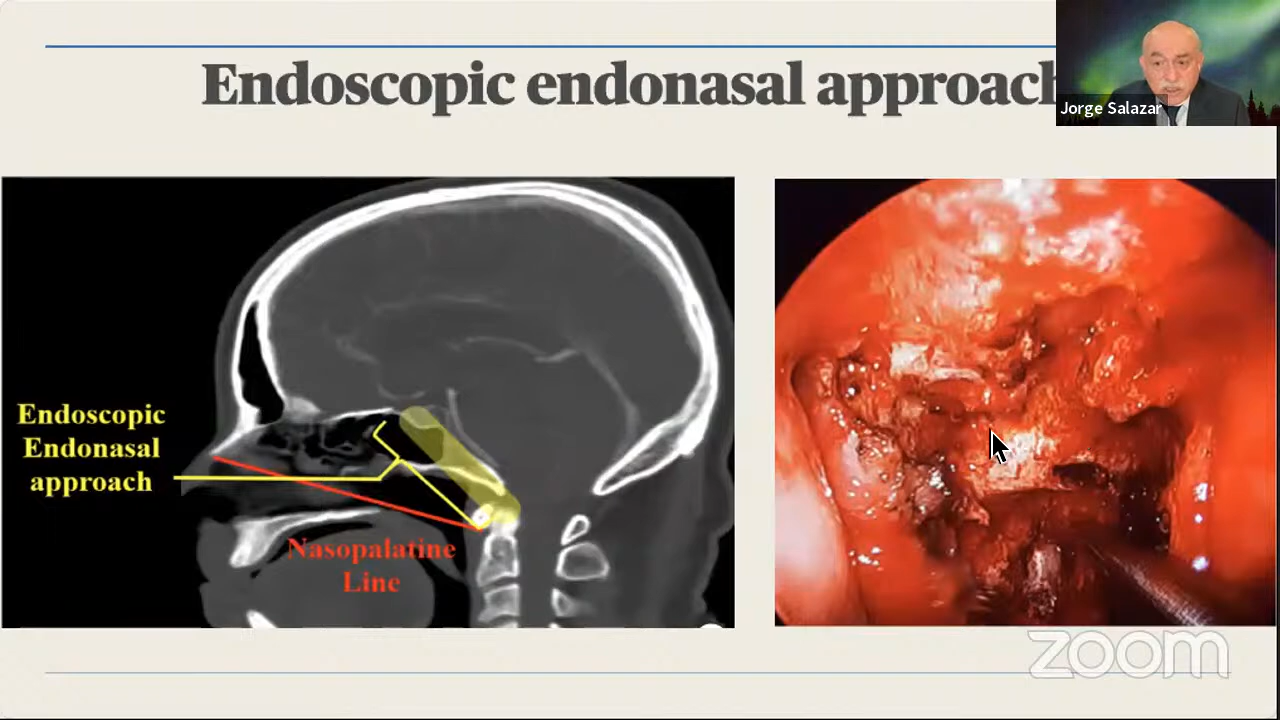 Endoscopic endonasal approach
Jorge Salazar
Endoscopic
Endonasal
approach
Nasopalatine
Line
zoom